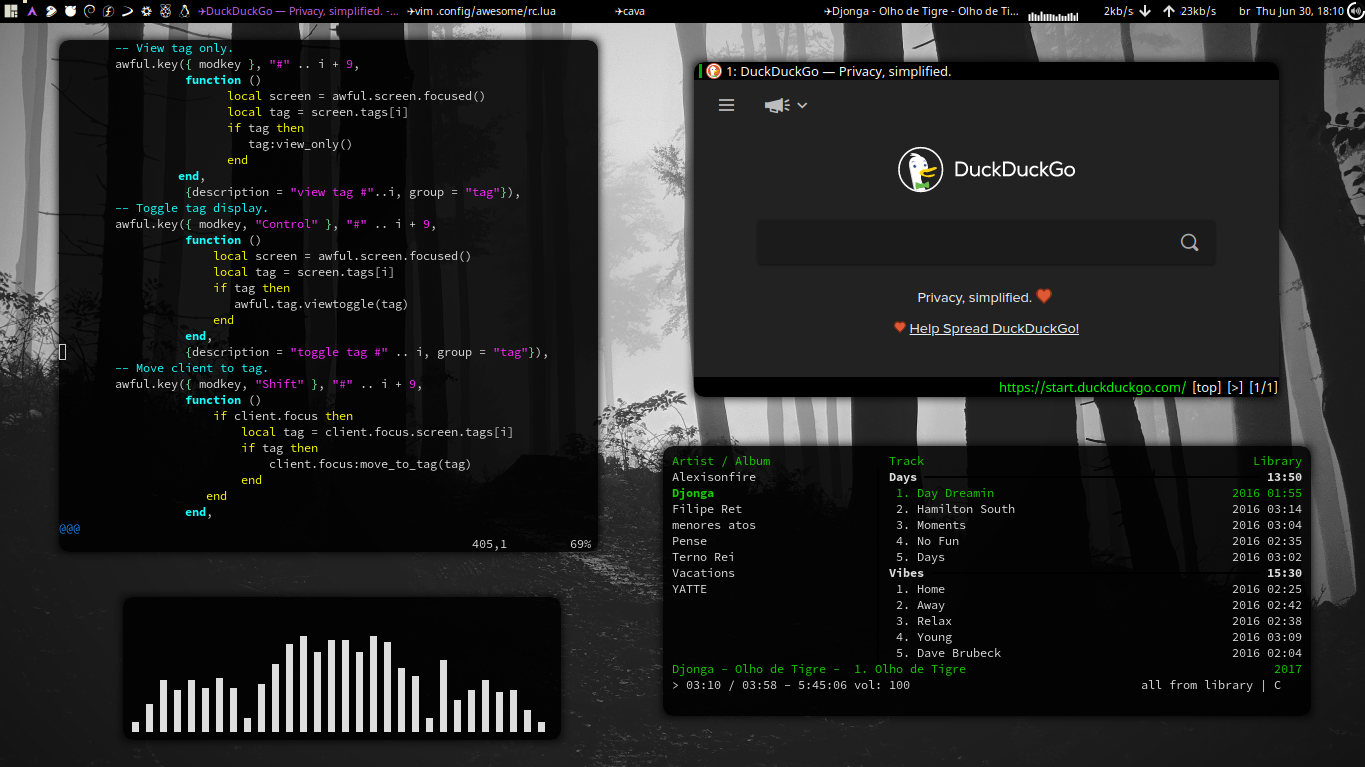 ✈DuckDuckGo — Privacy, simplified. -... ✈vim .config/awesome/rc.lua ✈cava ✈Djonga - Olho de Tigre - Olho de Ti... 2kb/s 23kb/s br Thu Jun 30, 18:10
-- View tag only.
awful.key({ modkey }, "#" .. i + 9,
function ()
local screen = awful.screen.focused()
local tag = screen.tags[i]
if tag then
tag:view_only()
end
end,
{description = "view tag #"..i, group = "tag"}),
-- Toggle tag display.
awful.key({ modkey, "Control" }, "#" .. i + 9,
function ()
local screen = awful.screen.focused()
local tag = screen.tags[i]
if tag then
awful.tag.viewtoggle(tag)
end
end,
{description = "toggle tag #" .. i, group = "tag"}),
-- Move client to tag.
awful.key({ modkey, "Shift" }, "#" .. i + 9,
function ()
if client.focus then
local tag = client.focus.screen.tags[i]
if tag then
client.focus:move_to_tag(tag)
end
end
end,
@@@
405,1 69%
1: DuckDuckGo — Privacy, simplified.
DuckDuckGo
Privacy, simplified.
Help Spread DuckDuckGo!
https://start.duckduckgo.com/ [top] [>] [1/1]
Artist / Album Track Library
Alexisonfire Days 13:50
Djonga 1. Day Dreamin 2016 01:55
Filipe Ret 2. Hamilton South 2016 03:14
menores atos 3. Moments 2016 03:04
Pense 4. No Fun 2016 02:35
Terno Rei 5. Days 2016 03:02
Vacations Vibes 15:30
YATTE 1. Home 2016 02:25
2. Away 2016 02:42
3. Relax 2016 02:38
4. Young 2016 03:09
5. Dave Brubeck 2016 02:04
Djonga - Olho de Tigre - 1. Olho de Tigre 2017
> 03:10 / 03:58 - 5:45:06 vol: 100 all from library | C